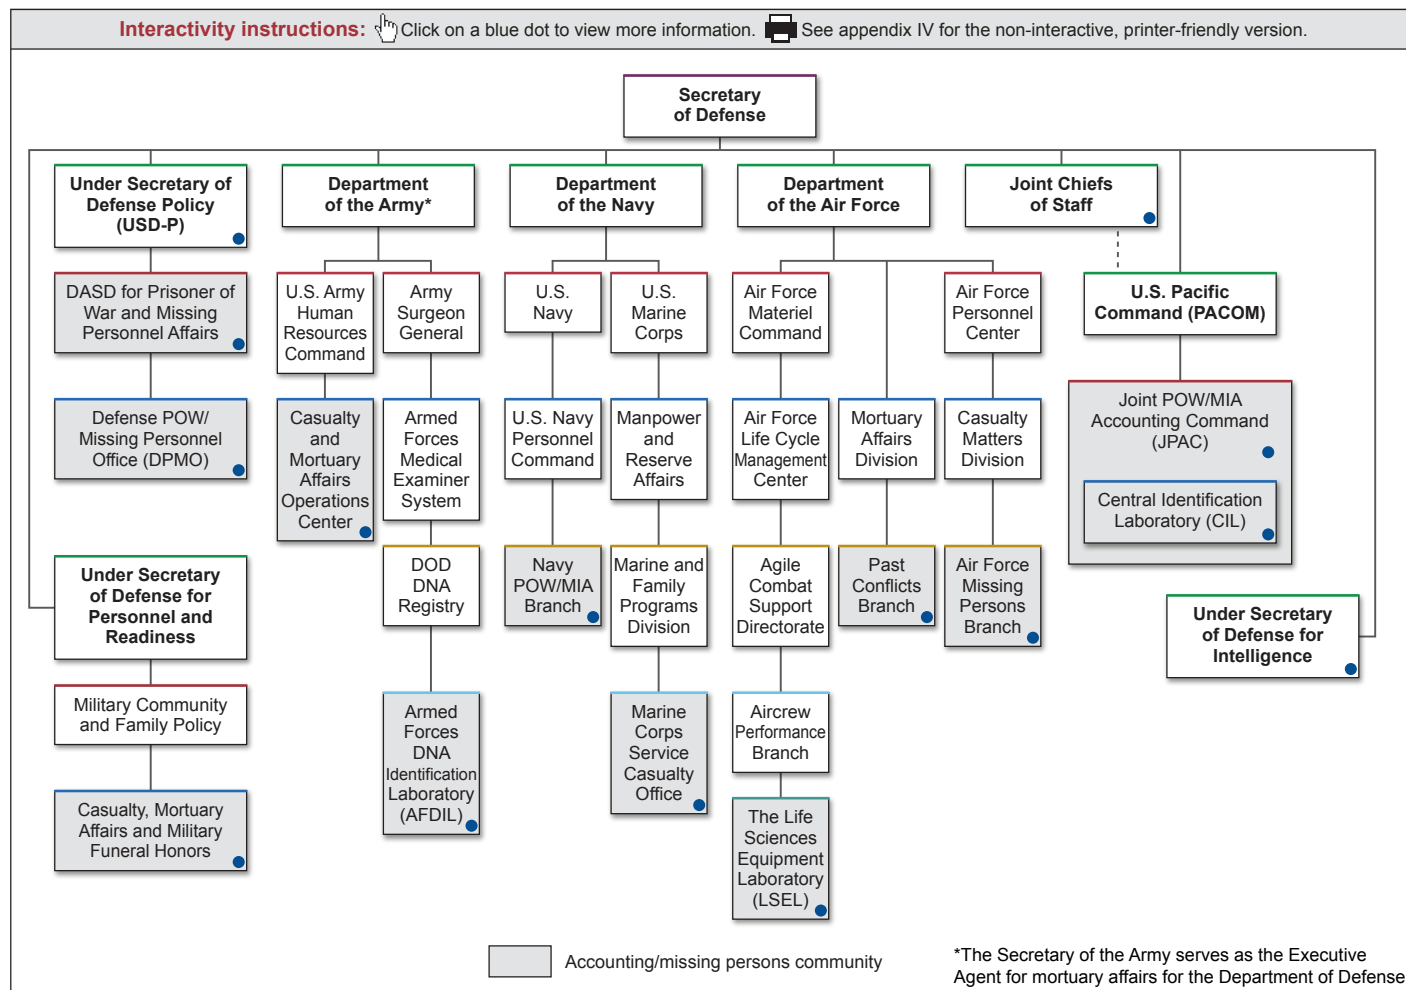 Interactivity instructions: Click on a blue dot to view more information. See appendix IV for the non-interactive, printer-friendly version.
Secretary
of Defense
Under Secretary of
Defense Policy
(USD-P)
Department
of the Army*
Department
of the Navy
Department
of the Air Force
Joint Chiefs
of Staff
DASD for Prisoner of
War and Missing
Personnel Affairs
U.S. Army
Human
Resources
Command
Army
Surgeon
General
U.S.
Navy
U.S.
Marine
Corps
Air Force
Materiel
Command
Air Force
Personnel
Center
U.S. Pacific
Command (PACOM)
Defense POW/
Missing Personnel
Office (DPMO)
Casualty
and
Mortuary
Affairs
Operations
Center
Armed
Forces
Medical
Examiner
System
U.S. Navy
Personnel
Command
Manpower
and
Reserve
Affairs
Air Force
Life Cycle
Management
Center
Mortuary
Affairs
Division
Casualty
Matters
Division
Joint POW/MIA
Accounting Command
(JPAC)
Central Identification
Laboratory (CIL)
Under Secretary
of Defense for
Personnel and
Readiness
DOD
DNA
Registry
Navy
POW/MIA
Branch
Marine and
Family
Programs
Division
Agile
Combat
Support
Directorate
Past
Conflicts
Branch
Air Force
Missing
Persons
Branch
Under Secretary
of Defense for
Intelligence
Military Community
and Family Policy
Armed
Forces
DNA
Identification
Laboratory
(AFDIL)
Marine
Corps
Service
Casualty
Office
Aircrew
Performance
Branch
Casualty, Mortuary
Affairs and Military
Funeral Honors
The Life
Sciences
Equipment
Laboratory
(LSEL)
Accounting/missing persons community
*The Secretary of the Army serves as the Executive
Agent for mortuary affairs for the Department of Defense